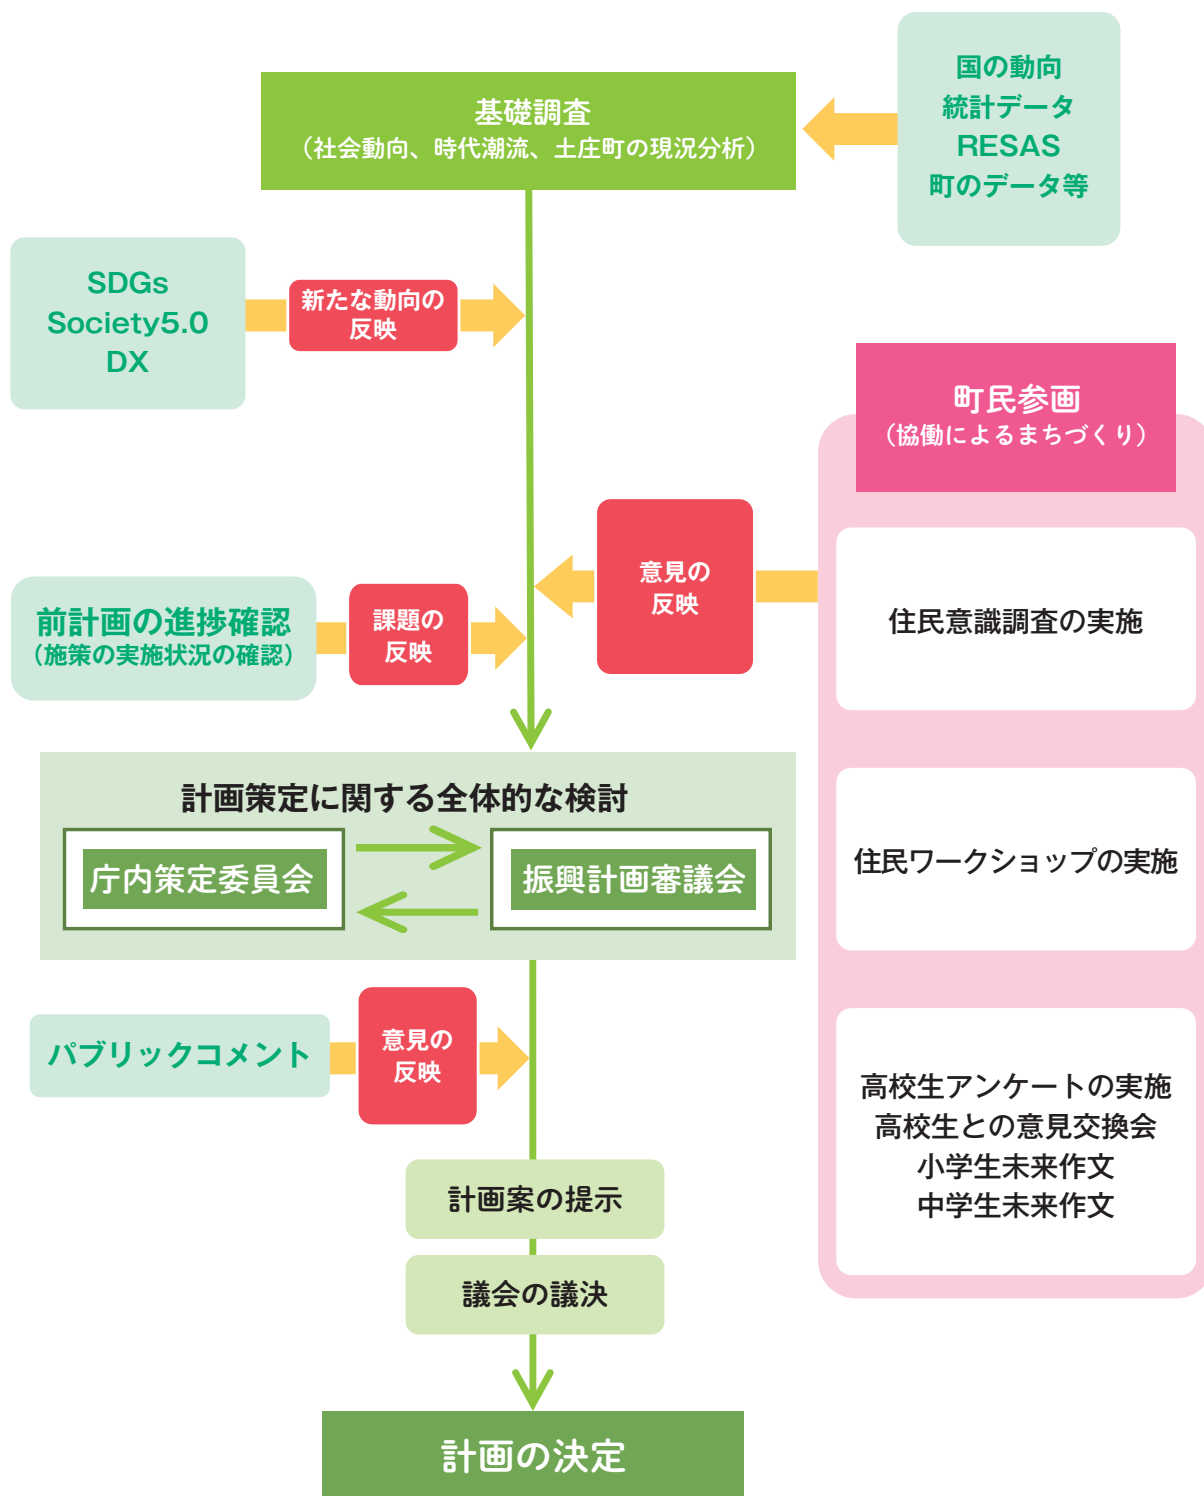 国の動向
統計データ
RESAS
町のデータ等
基礎調査
（社会動向、時代潮流、土庄町の現況分析）
SDGs
Society5.0
DX
新たな動向の
反映
町民参画
（協働によるまちづくり）
意見の
反映
住民意識調査の実施
前計画の進捗確認
（施策の実施状況の確認）
課題の
反映
計画策定に関する全体的な検討
庁内策定委員会
振興計画審議会
住民ワークショップの実施
パブリックコメント
意見の
反映
高校生アンケートの実施
高校生との意見交換会
小学生未来作文
中学生未来作文
計画案の提示
議会の議決
計画の決定